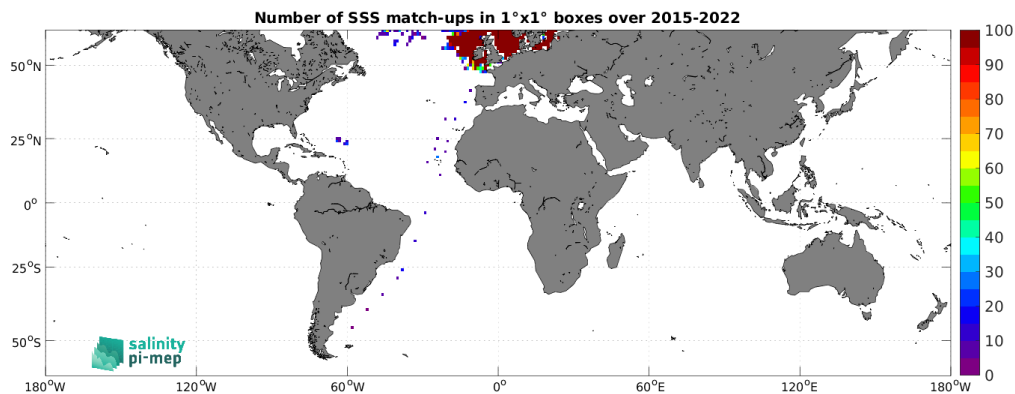 Number of SSS match-ups in 1°x1° boxes over 2015-2022
100
90
80
70
60
50
40
30
20
10
0
50°N
25°N
0°
25°S
50°S
salinity
pi-mep
180°W 120°W 60°W 0° 60°E 120°E 180°W